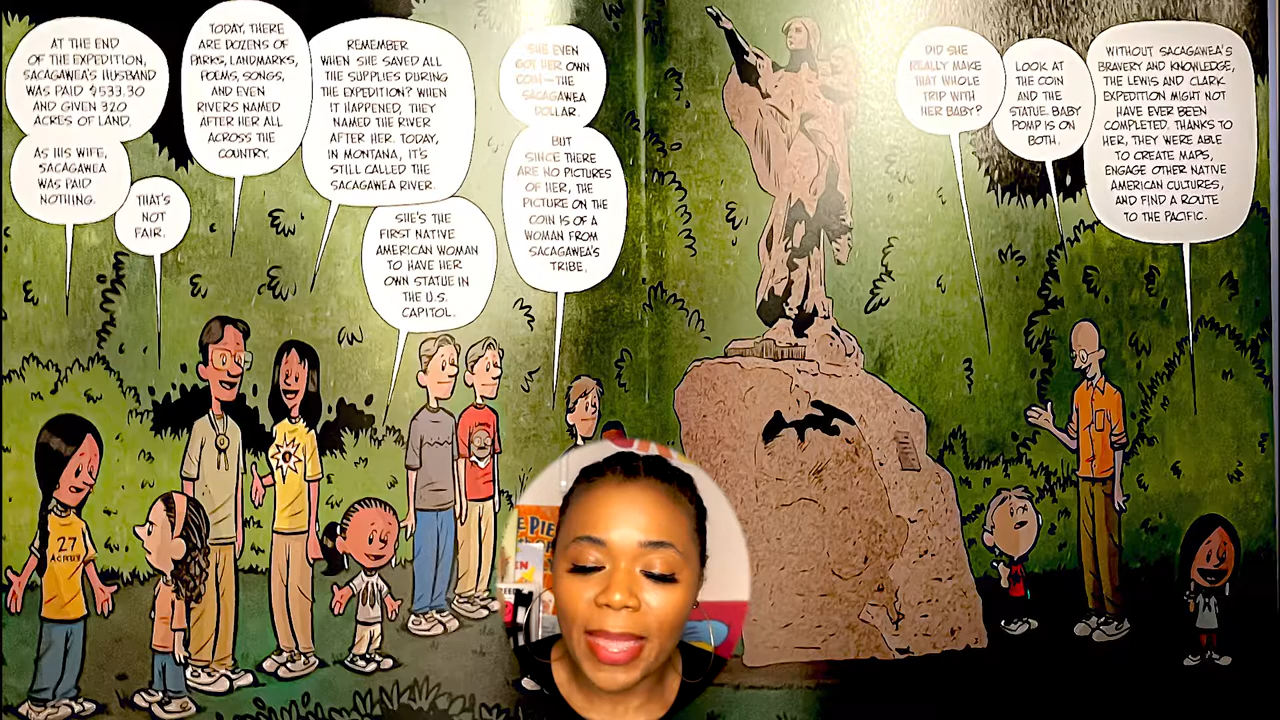 AT THE END
OF THE EXPEDITION,
SACAGAWEA'S HUSBAND
WAS PAID $533.30
AND GIVEN 320
ACRES OF LAND.
AS HIS WIFE,
SACAGAWEA
WAS PAID
NOTHING.
THAT'S
NOT
FAIR.
TODAY, THERE
ARE DOZENS OF
PARKS, LANDMARKS,
POEMS, SONGS,
AND EVEN
RIVERS NAMED
AFTER HER ALL
ACROSS THE
COUNTRY.
REMEMBER
WHEN SHE SAVED ALL
THE SUPPLIES DURING
THE EXPEDITION? WHEN
IT HAPPENED, THEY
NAMED THE RIVER
AFTER HER. TODAY,
IN MONTANA, IT'S
STILL CALLED THE
SACAGAWEA RIVER.
SHE'S THE
FIRST NATIVE
AMERICAN WOMAN
TO HAVE HER
OWN STATUE IN
THE U.S.
CAPITOL.
SHE EVEN
GOT HER OWN
COIN—THE
SACAGAWEA
DOLLAR.
BUT
SINCE THERE
ARE NO PICTURES
OF HER, THE
PICTURE ON THE
COIN IS OF A
WOMAN FROM
SACAGAWEA'S
TRIBE.
DID SHE
REALLY MAKE
THAT WHOLE
TRIP WITH
HER BABY?
LOOK AT
THE COIN
AND THE
STATUE. BABY
POMP IS ON
BOTH.
WITHOUT SACAGAWEA'S
BRAVERY AND KNOWLEDGE,
THE LEWIS AND CLARK
EXPEDITION MIGHT NOT
HAVE EVER BEEN
COMPLETED. THANKS TO
HER, THEY WERE ABLE
TO CREATE MAPS,
ENGAGE OTHER NATIVE
AMERICAN CULTURES,
AND FIND A ROUTE
TO THE PACIFIC.
27